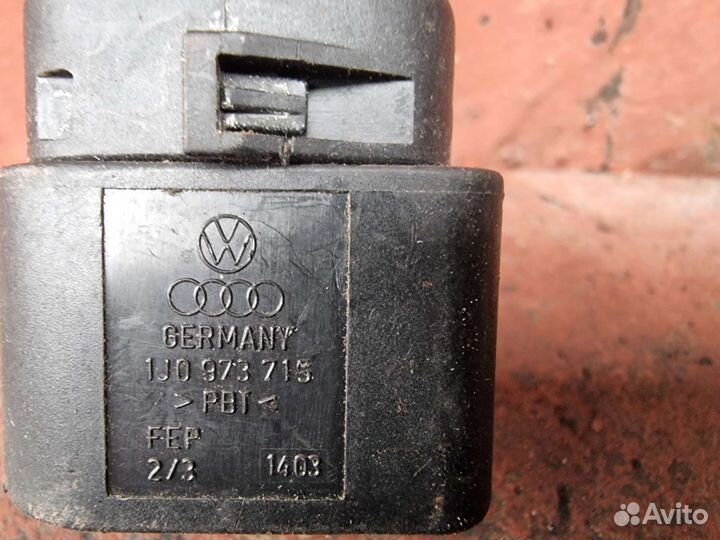 GERMANY
1J0 973 715
> PBT <
FEP
2/3 1403
Avito